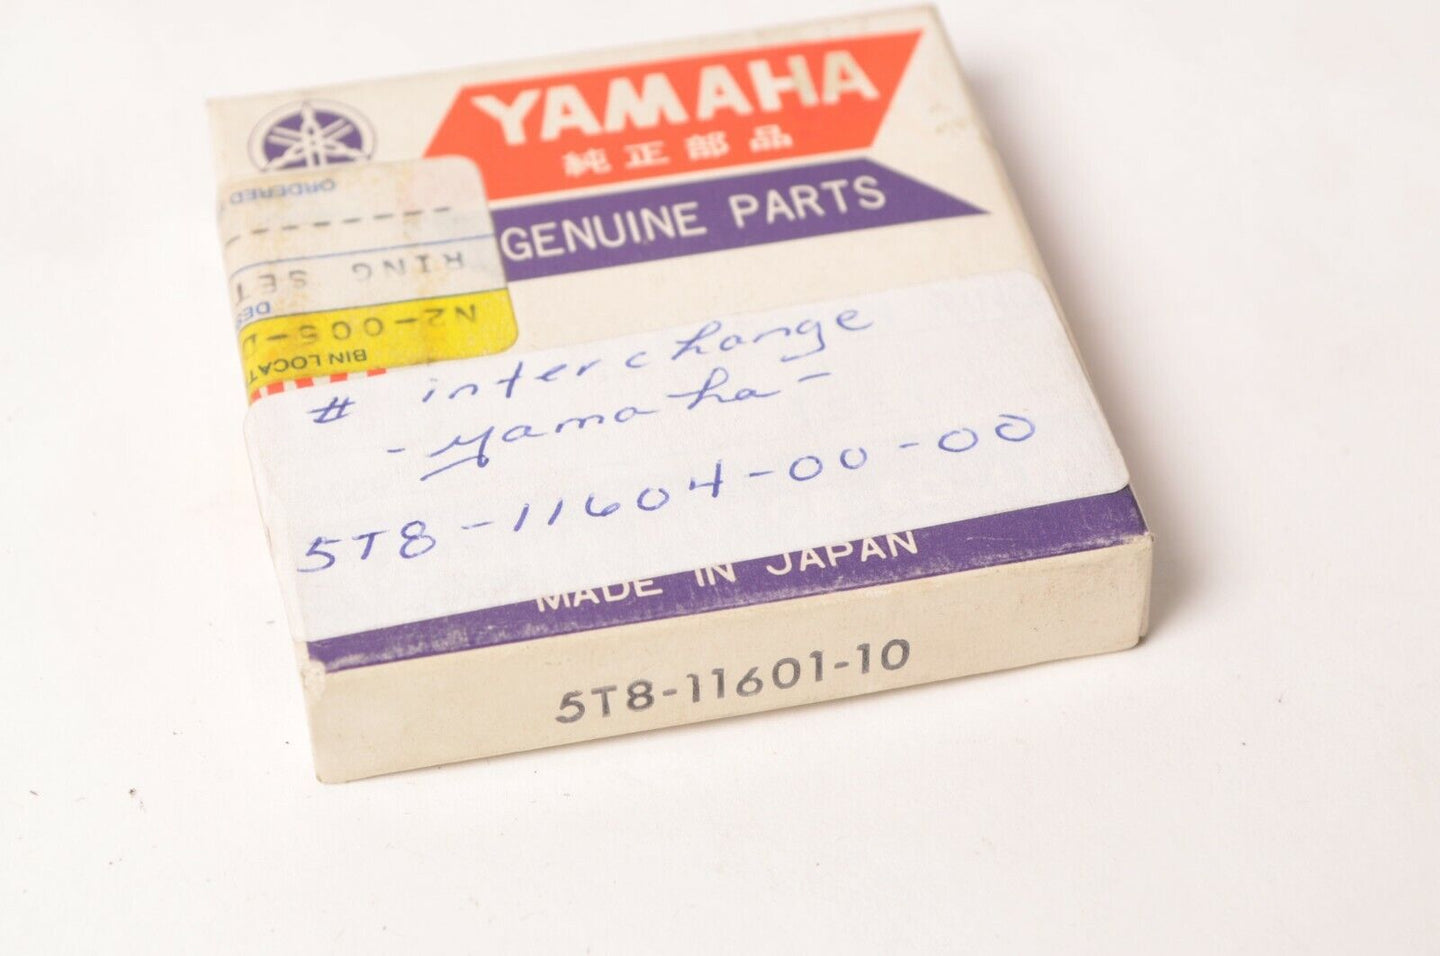 YAMAHA
純正部品
GENUINE PARTS
ORDERED
RING SET
N2-005-
BIN LOCAT
# interchange
-Yamaha-
5T8-11604-00-00
MADE IN JAPAN
5T8-11601-10